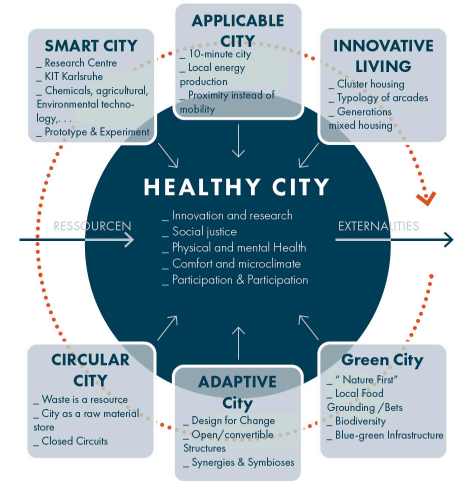 SMART CITY
_ Research Centre
_ KIT Karlsruhe
_ Chemicals, agricultural,
Environmental techno-
logy,. . .
_ Prototype & Experiment
APPLICABLE
CITY
_ 10-minute city
_ Local energy
production
_ Proximity instead of
mobility
INNOVATIVE
LIVING
_ Cluster housing
_ Typology of arcades
_ Generations
mixed housing
HEALTHY CITY
_ Innovation and research
_ Social justice
_ Physical and mental Health
_ Comfort and microclimate
_ Participation & Participation
RESSOURCEN
EXTERNALITIES
CIRCULAR
CITY
_ Waste is a resource
_ City as a raw material
store
_ Closed Circuits
ADAPTIVE
City
_ Design for Change
_ Open/convertible
Structures
_ Synergies & Symbioses
Green City
_ " Nature First"
_ Local Food
Grounding /Bets
_ Biodiversity
_ Blue-green Infrastructure